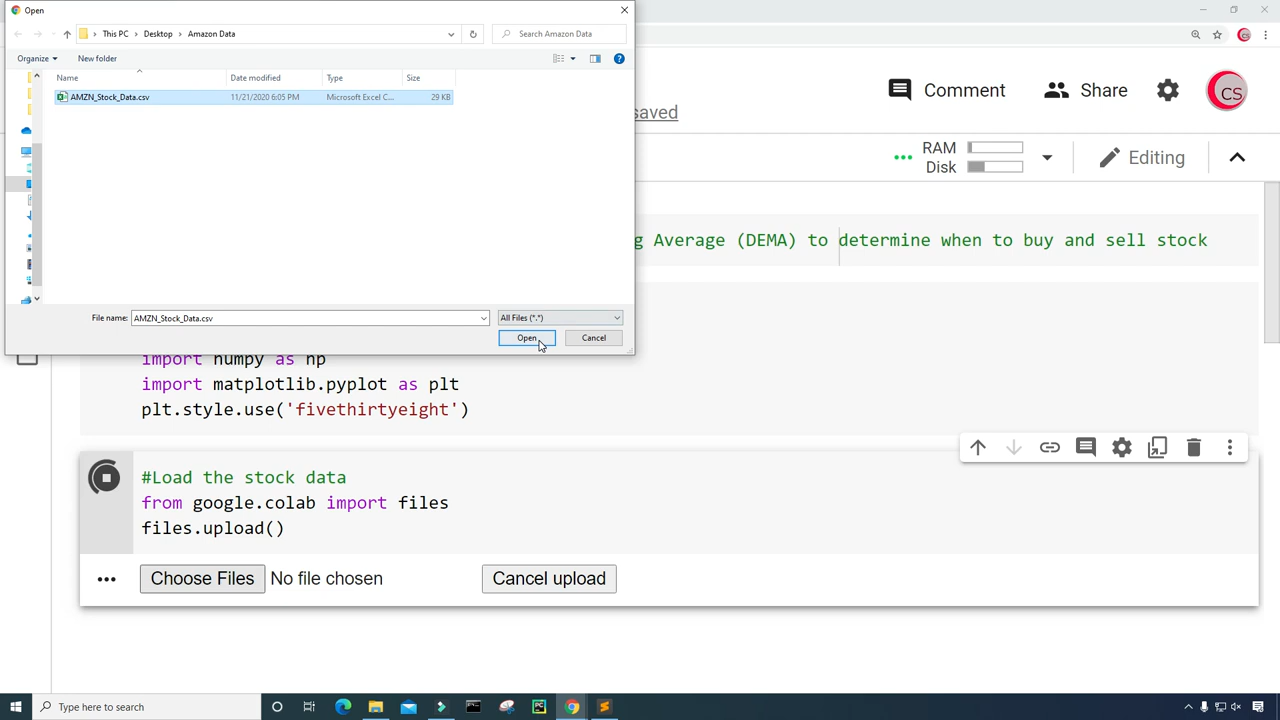 Open
This PC
Desktop
Amazon Data
Search Amazon Data
Organize
New folder
Name
Date modified
Type
Size
AMZN_Stock_Data.csv
11/21/2020 6:05 PM
Microsoft Excel C...
29 KB
File name:
AMZN_Stock_Data.csv
All Files (*.*)
Open
Cancel
Comment
Share
CS
saved
RAM
Disk
Editing
g Average (DEMA) to determine when to buy and sell stock
import numpy as np
import matplotlib.pyplot as plt
plt.style.use('fivethirtyeight')
#Load the stock data
from google.colab import files
files.upload()
Choose Files
No file chosen
Cancel upload
Type here to search